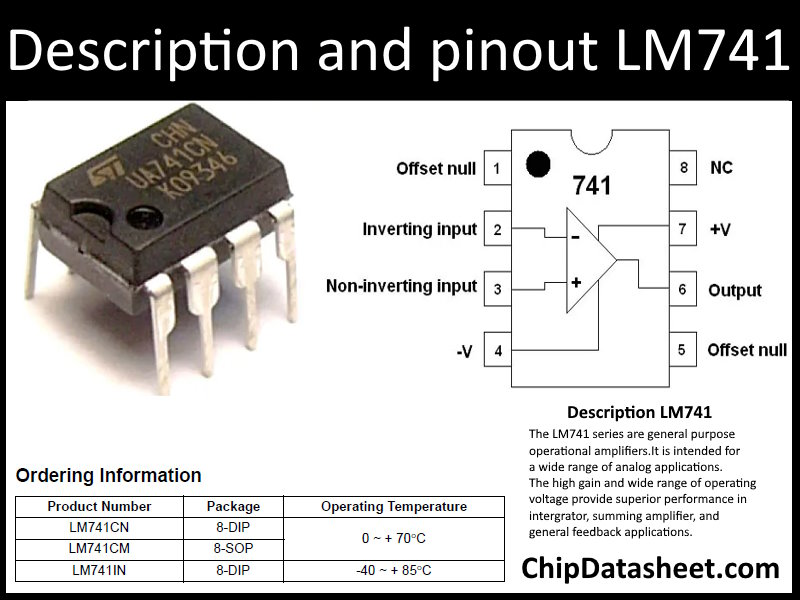 Description and pinout LM741
ST
CHN
UA741CN
K09346
Offset null 1
8 NC
741
Inverting input 2
7 +V
-
Non-inverting input 3
+
6 Output
-V 4
5 Offset null
Description LM741
The LM741 series are general purpose
operational amplifiers.It is intended for
a wide range of analog applications.
The high gain and wide range of operating
voltage provide superior performance in
intergrator, summing amplifier, and
general feedback applications.
Ordering Information
Product Number Package Operating Temperature
LM741CN 8-DIP
0 ~ + 70°C
LM741CM 8-SOP
LM741IN 8-DIP -40 ~ + 85°C
ChipDatasheet.com